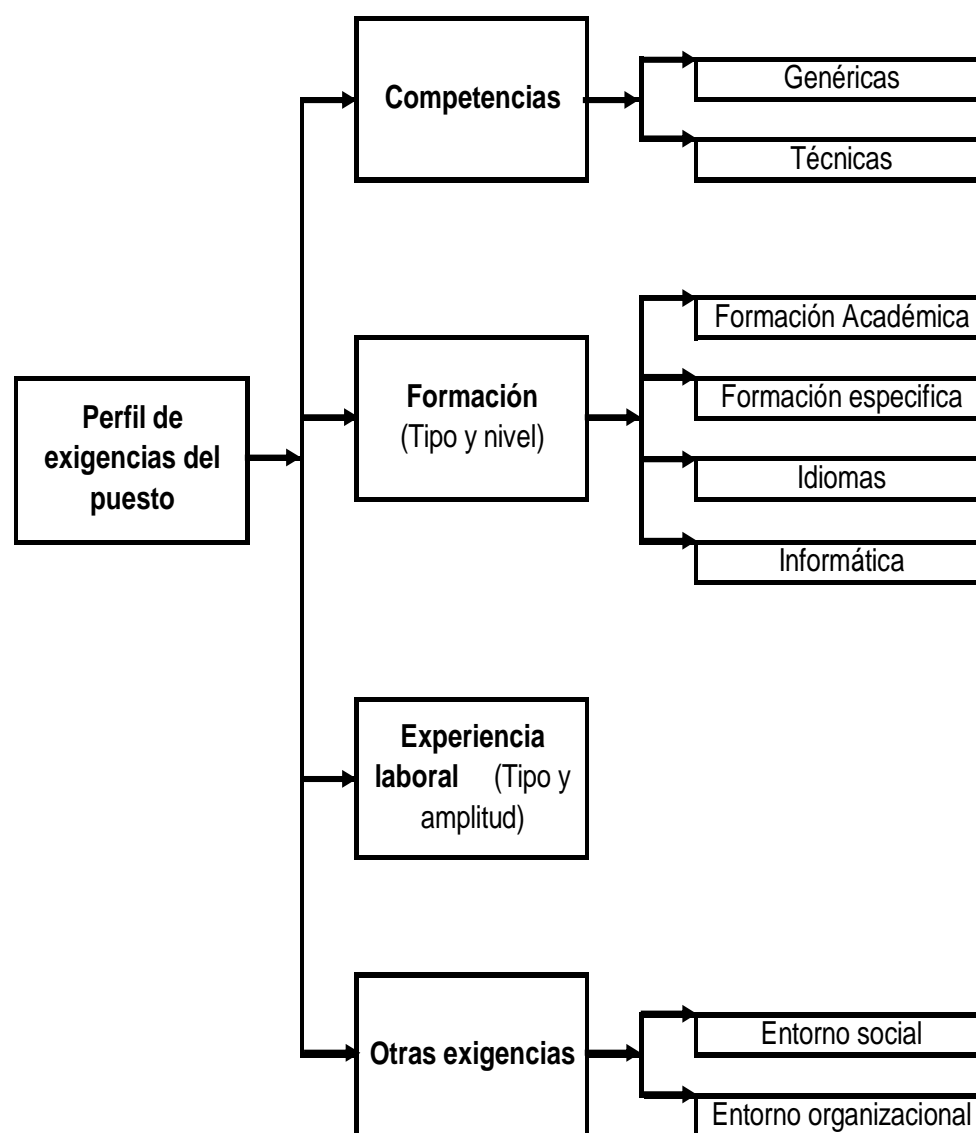 Perfil de
exigencias del
puesto
Competencias
Genéricas
Técnicas
Formación
(Tipo y nivel)
Formación Académica
Formación especifica
Idiomas
Informática
Experiencia
laboral (Tipo y
amplitud)
Otras exigencias
Entorno social
Entorno organizacional